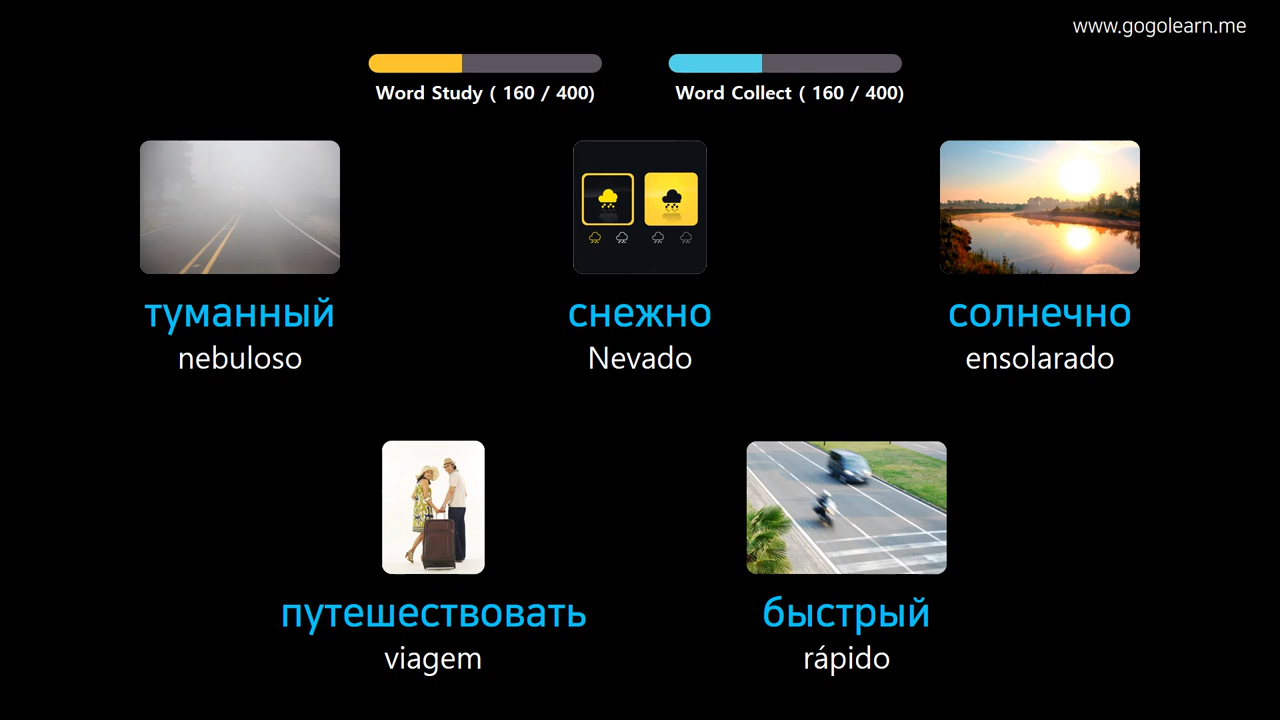 www.gogolearn.me
Word Study ( 160 / 400)
Word Collect ( 160 / 400)
туманный
nebuloso
снежно
Nevado
солнечно
ensolarado
путешествовать
viagem
быстрый
rápido